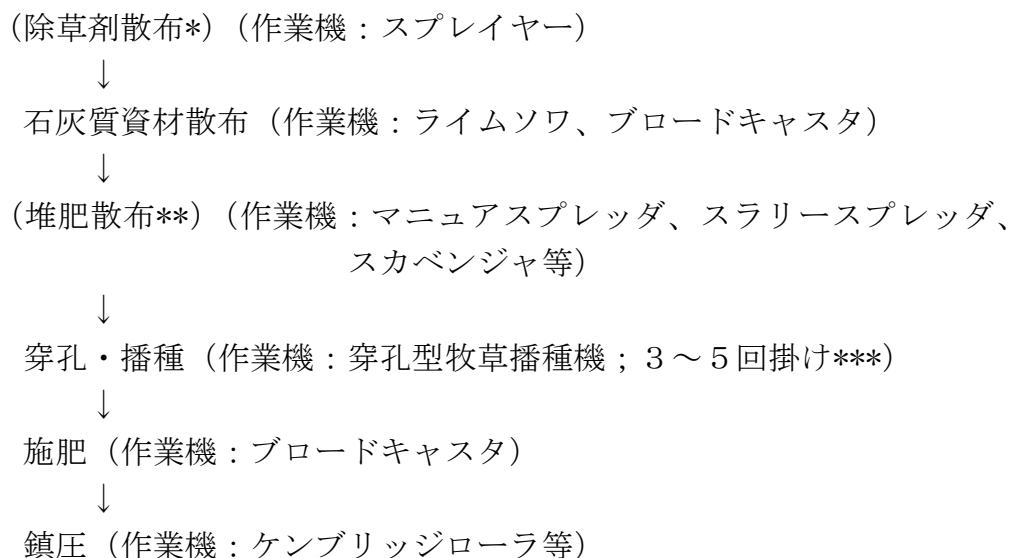 (除草剤散布*)(作業機:スプレイヤー)
↓
石灰質資材散布(作業機:ライムソワ、ブロードキャスタ)
↓
(堆肥散布**)(作業機:マニュアスプレッダ、スラリースプレッダ、
スカベンジャ等)
↓
穿孔・播種(作業機:穿孔型牧草播種機;3~5回掛け***)
↓
施肥(作業機:ブロードキャスタ)
↓
鎮圧(作業機:ケンブリッジローラ等)